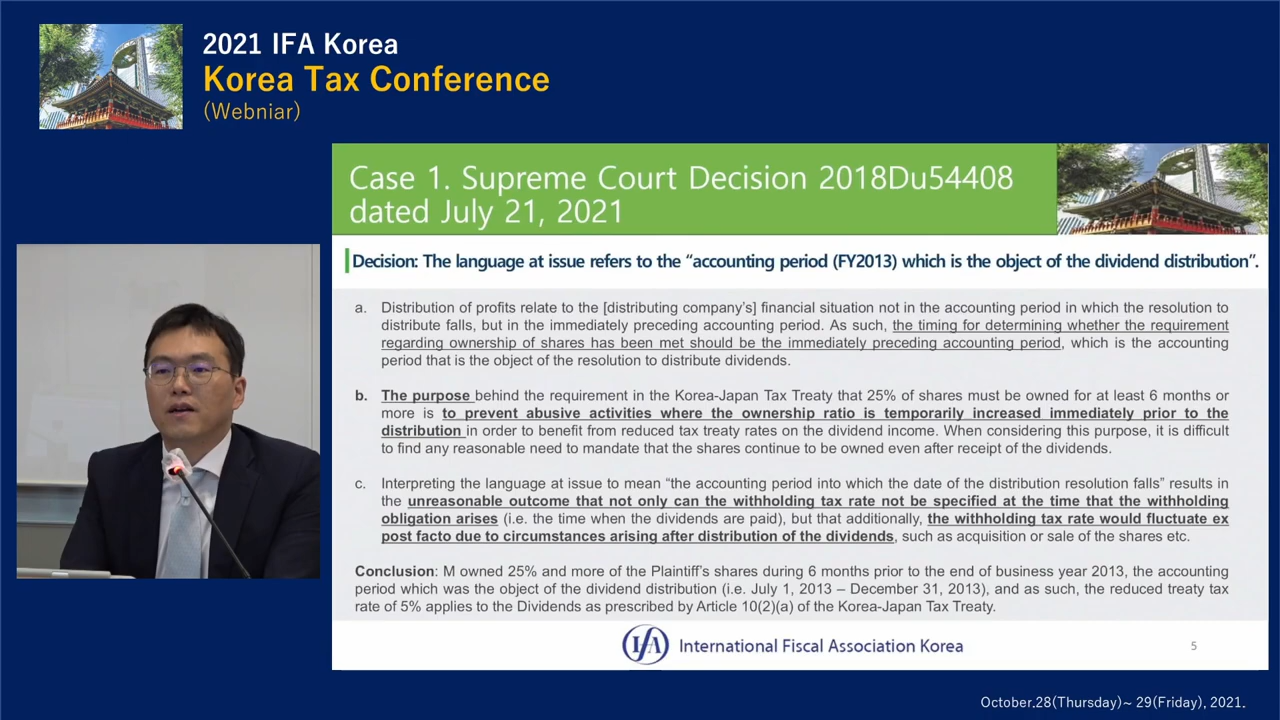 2021 IFA Korea
Korea Tax Conference
(Webniar)
Case 1. Supreme Court Decision 2018Du54408
dated July 21, 2021
Decision: The language at issue refers to the “accounting period (FY2013) which is the object of the dividend distribution”.
a. Distribution of profits relate to the [distributing company’s] financial situation not in the accounting period in which the resolution to
distribute falls, but in the immediately preceding accounting period. As such, the timing for determining whether the requirement
regarding ownership of shares has been met should be the immediately preceding accounting period, which is the accounting
period that is the object of the resolution to distribute dividends.
b. The purpose behind the requirement in the Korea-Japan Tax Treaty that 25% of shares must be owned for at least 6 months or
more is to prevent abusive activities where the ownership ratio is temporarily increased immediately prior to the
distribution in order to benefit from reduced tax treaty rates on the dividend income. When considering this purpose, it is difficult
to find any reasonable need to mandate that the shares continue to be owned even after receipt of the dividends.
c. Interpreting the language at issue to mean “the accounting period into which the date of the distribution resolution falls” results in
the unreasonable outcome that not only can the withholding tax rate not be specified at the time that the withholding
obligation arises (i.e. the time when the dividends are paid), but that additionally, the withholding tax rate would fluctuate ex
post facto due to circumstances arising after distribution of the dividends, such as acquisition or sale of the shares etc.
Conclusion: M owned 25% and more of the Plaintiff’s shares during 6 months prior to the end of business year 2013, the accounting
period which was the object of the dividend distribution (i.e. July 1, 2013 – December 31, 2013), and as such, the reduced treaty tax
rate of 5% applies to the Dividends as prescribed by Article 10(2)(a) of the Korea-Japan Tax Treaty.
IFA International Fiscal Association Korea
5
October.28(Thursday)~ 29(Friday), 2021.